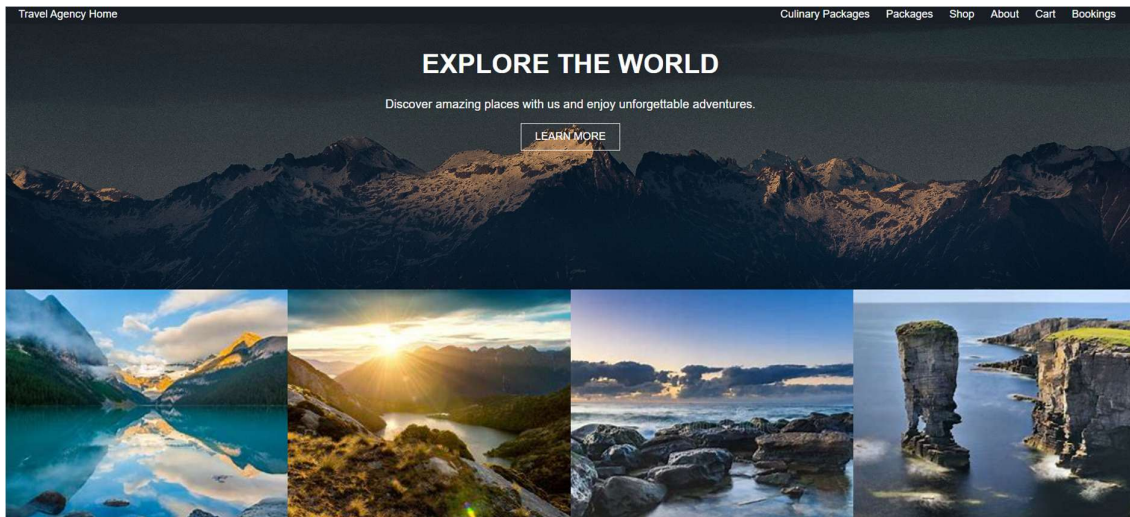 Travel Agency Home Culinary Packages Packages Shop About Cart Bookings
EXPLORE THE WORLD
Discover amazing places with us and enjoy unforgettable adventures.
LEARN MORE